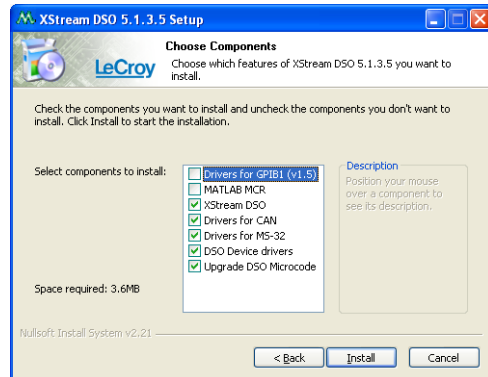 XStream DSO 5.1.3.5 Setup
LeCroy
Choose Components
Choose which features of XStream DSO 5.1.3.5 you want to
install.
Check the components you want to install and uncheck the components you don't want to
install. Click Install to start the installation.
Select components to install:
Drivers for GPIB1 (v1.5)
MATLAB MCR
XStream DSO
Drivers for CAN
Drivers for MS-32
DSO Device drivers
Upgrade DSO Microcode
Description
Position your mouse
over a component to
see its description.
Space required: 3.6MB
Nullsoft Install System v2.21
< Back
Install
Cancel